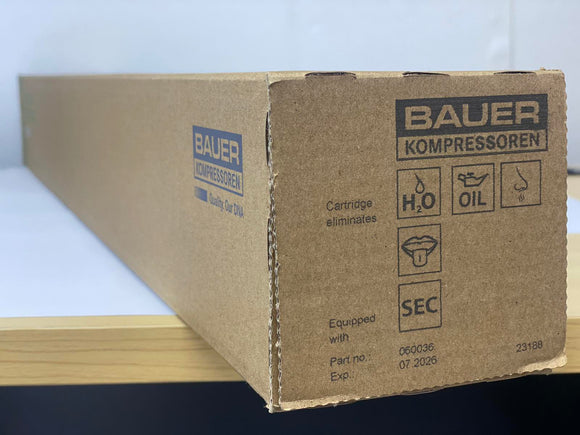 BAUER
KOMPRESSOREN
Quality. Our DNA
BAUER
KOMPRESSOREN
Cartridge
eliminates
H₂O
OIL
SEC
Equipped
with
Part no.: 060036 23188
Exp.: 07.2026